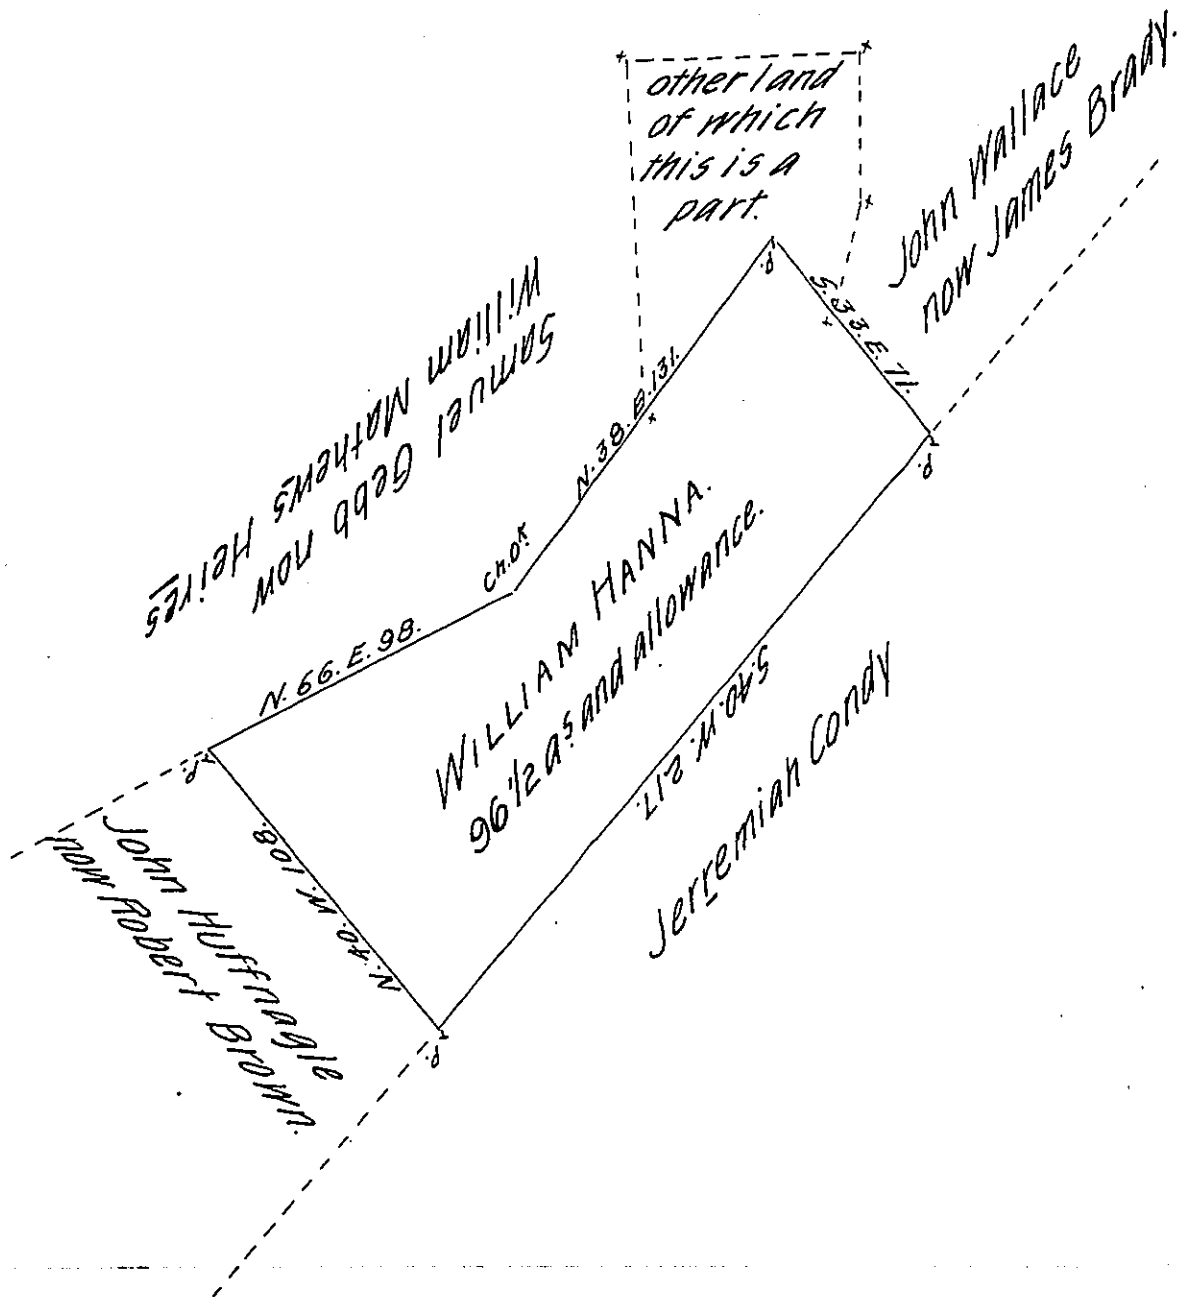 other land
of which
this is a
part.
John Wallace
now James Brady.
Samuel Gebb now
William Mathews Heires
S. 33. E. 71.
P.
N. 38. E. 131.
P.
Ch. ok
N. 66. E. 98.
WILLIAM HANNA.
96 1/2 as and allowance.
S. 40. W. 217.
Jerremiah Condy
P.
John Huffnagle
now Robert Brown.
N. 40. W. 108.
P.